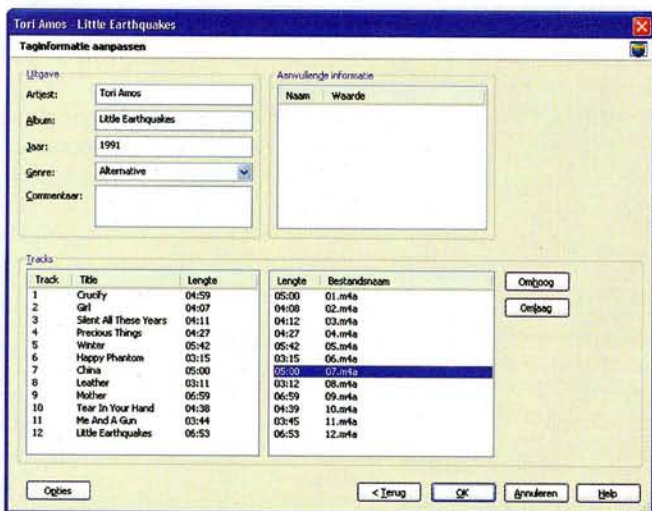 Tori Amos - Little Earthquakes
Taginformatie aanpassen
Uitgave
Artiest:
Tori Amos
Album:
Little Earthquakes
Jaar:
1991
Genre:
Alternative
Commentaar:
Aanvullende informatie
Naam Waarde
Tracks
Track Title Lengte
1 Crucify 04:59
2 Girl 04:07
3 Silent All These Years 04:11
4 Precious Things 04:27
5 Winter 05:42
6 Happy Phantom 03:15
7 China 05:00
8 Leather 03:11
9 Mother 06:59
10 Tear In Your Hand 04:38
11 Me And A Gun 03:44
12 Little Earthquakes 06:53
Lengte Bestandsnaam
05:00 01.m4a
04:08 02.m4a
04:12 03.m4a
04:27 04.m4a
05:42 05.m4a
03:15 06.m4a
05:00 07.m4a
03:12 08.m4a
06:59 09.m4a
04:39 10.m4a
03:45 11.m4a
06:53 12.m4a
Omhoog
Omlaag
Opties
< Terug
OK
Annuleren
Help